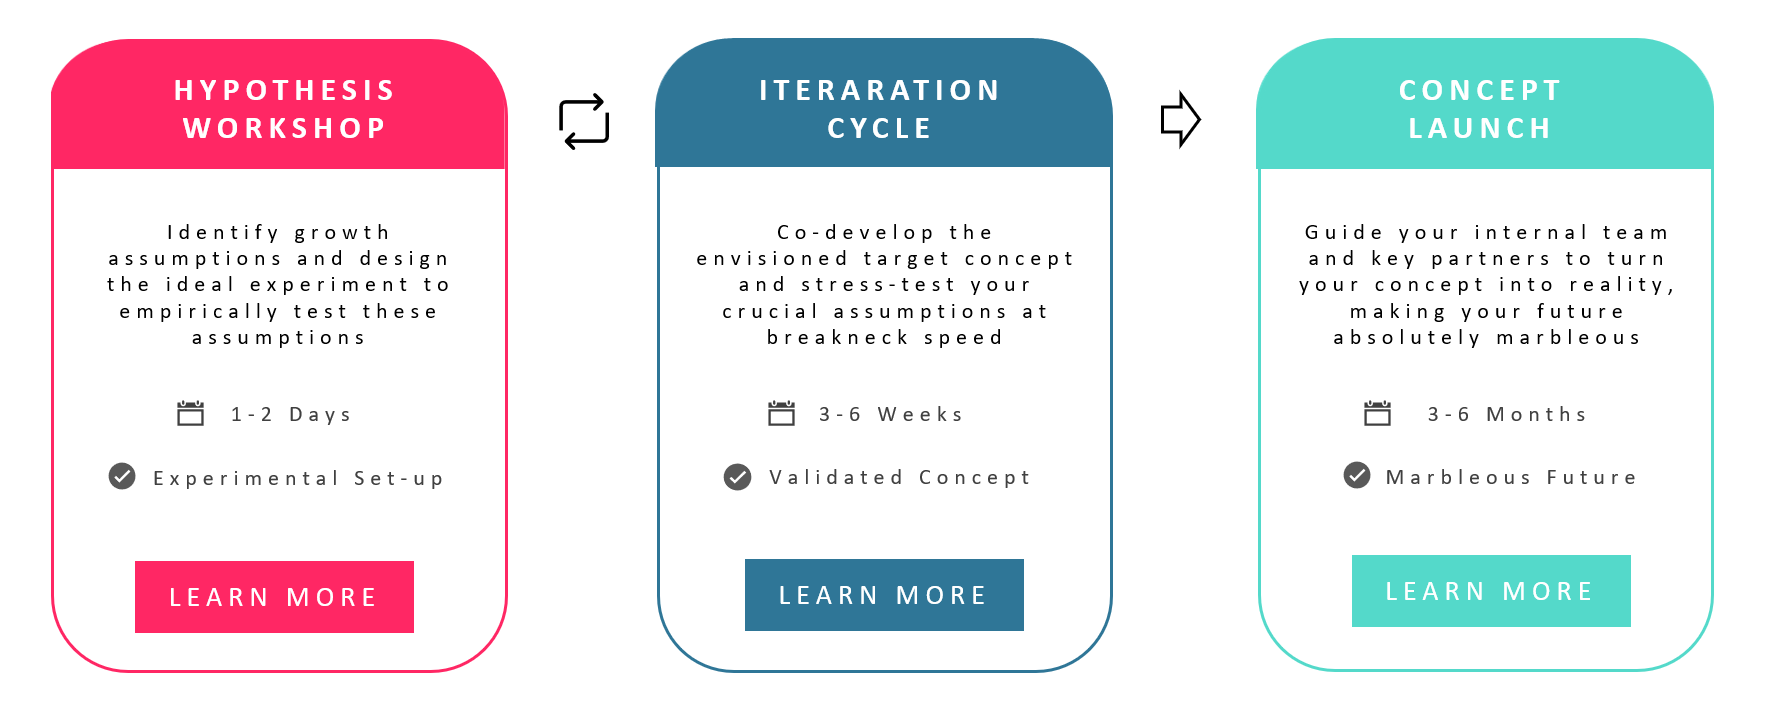 HYPOTHESIS
WORKSHOP
Identify growth
assumptions and design
the ideal experiment to
empirically test these
assumptions
1-2 Days
Experimental Set-up
LEARN MORE
ITERARATION
CYCLE
Co-develop the
envisioned target concept
and stress-test your
crucial assumptions at
breakneck speed
3-6 Weeks
Validated Concept
LEARN MORE
CONCEPT
LAUNCH
Guide your internal team
and key partners to turn
your concept into reality,
making your future
absolutely marbleous
3-6 Months
Marbleous Future
LEARN MORE